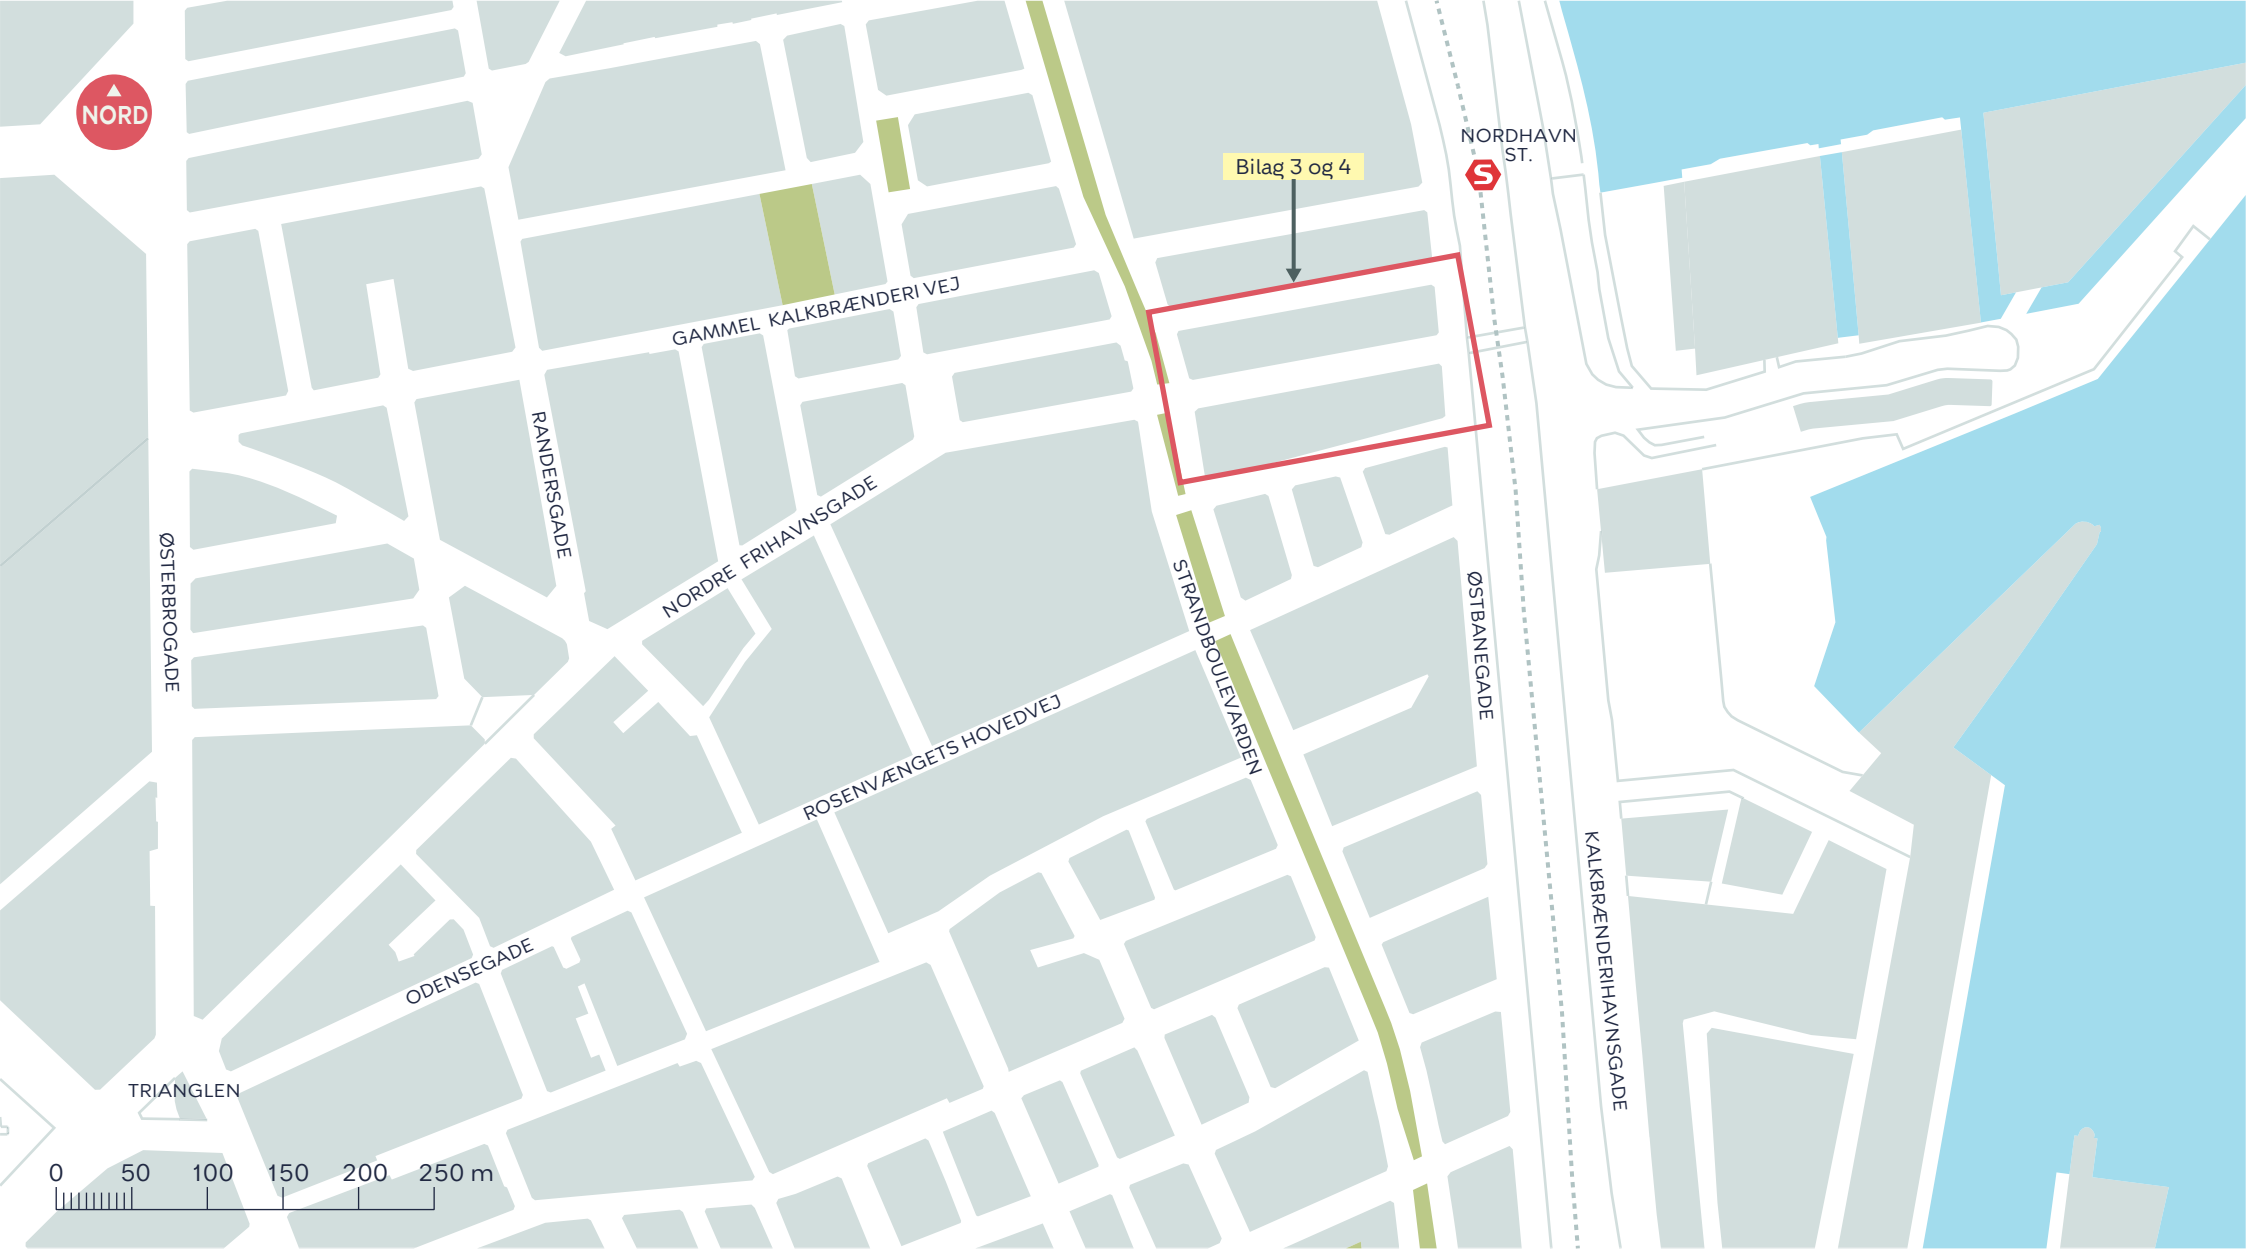 NORD
NORDHAVN
ST.
S
Bilag 3 og 4
GAMMEL KALKBRÆNDERI VEJ
RANDERSGADE
NORDRE FRIHAVNSGADE
ØSTERBROGADE
STRANDBOULEVARDEN
ØSTBANEGADE
ROSENVÆNGETS HOVEDVEJ
KALKBRÆNDERIHAVNSGADE
ODENSEGADE
TRIANGLEN
0 50 100 150 200 250 m